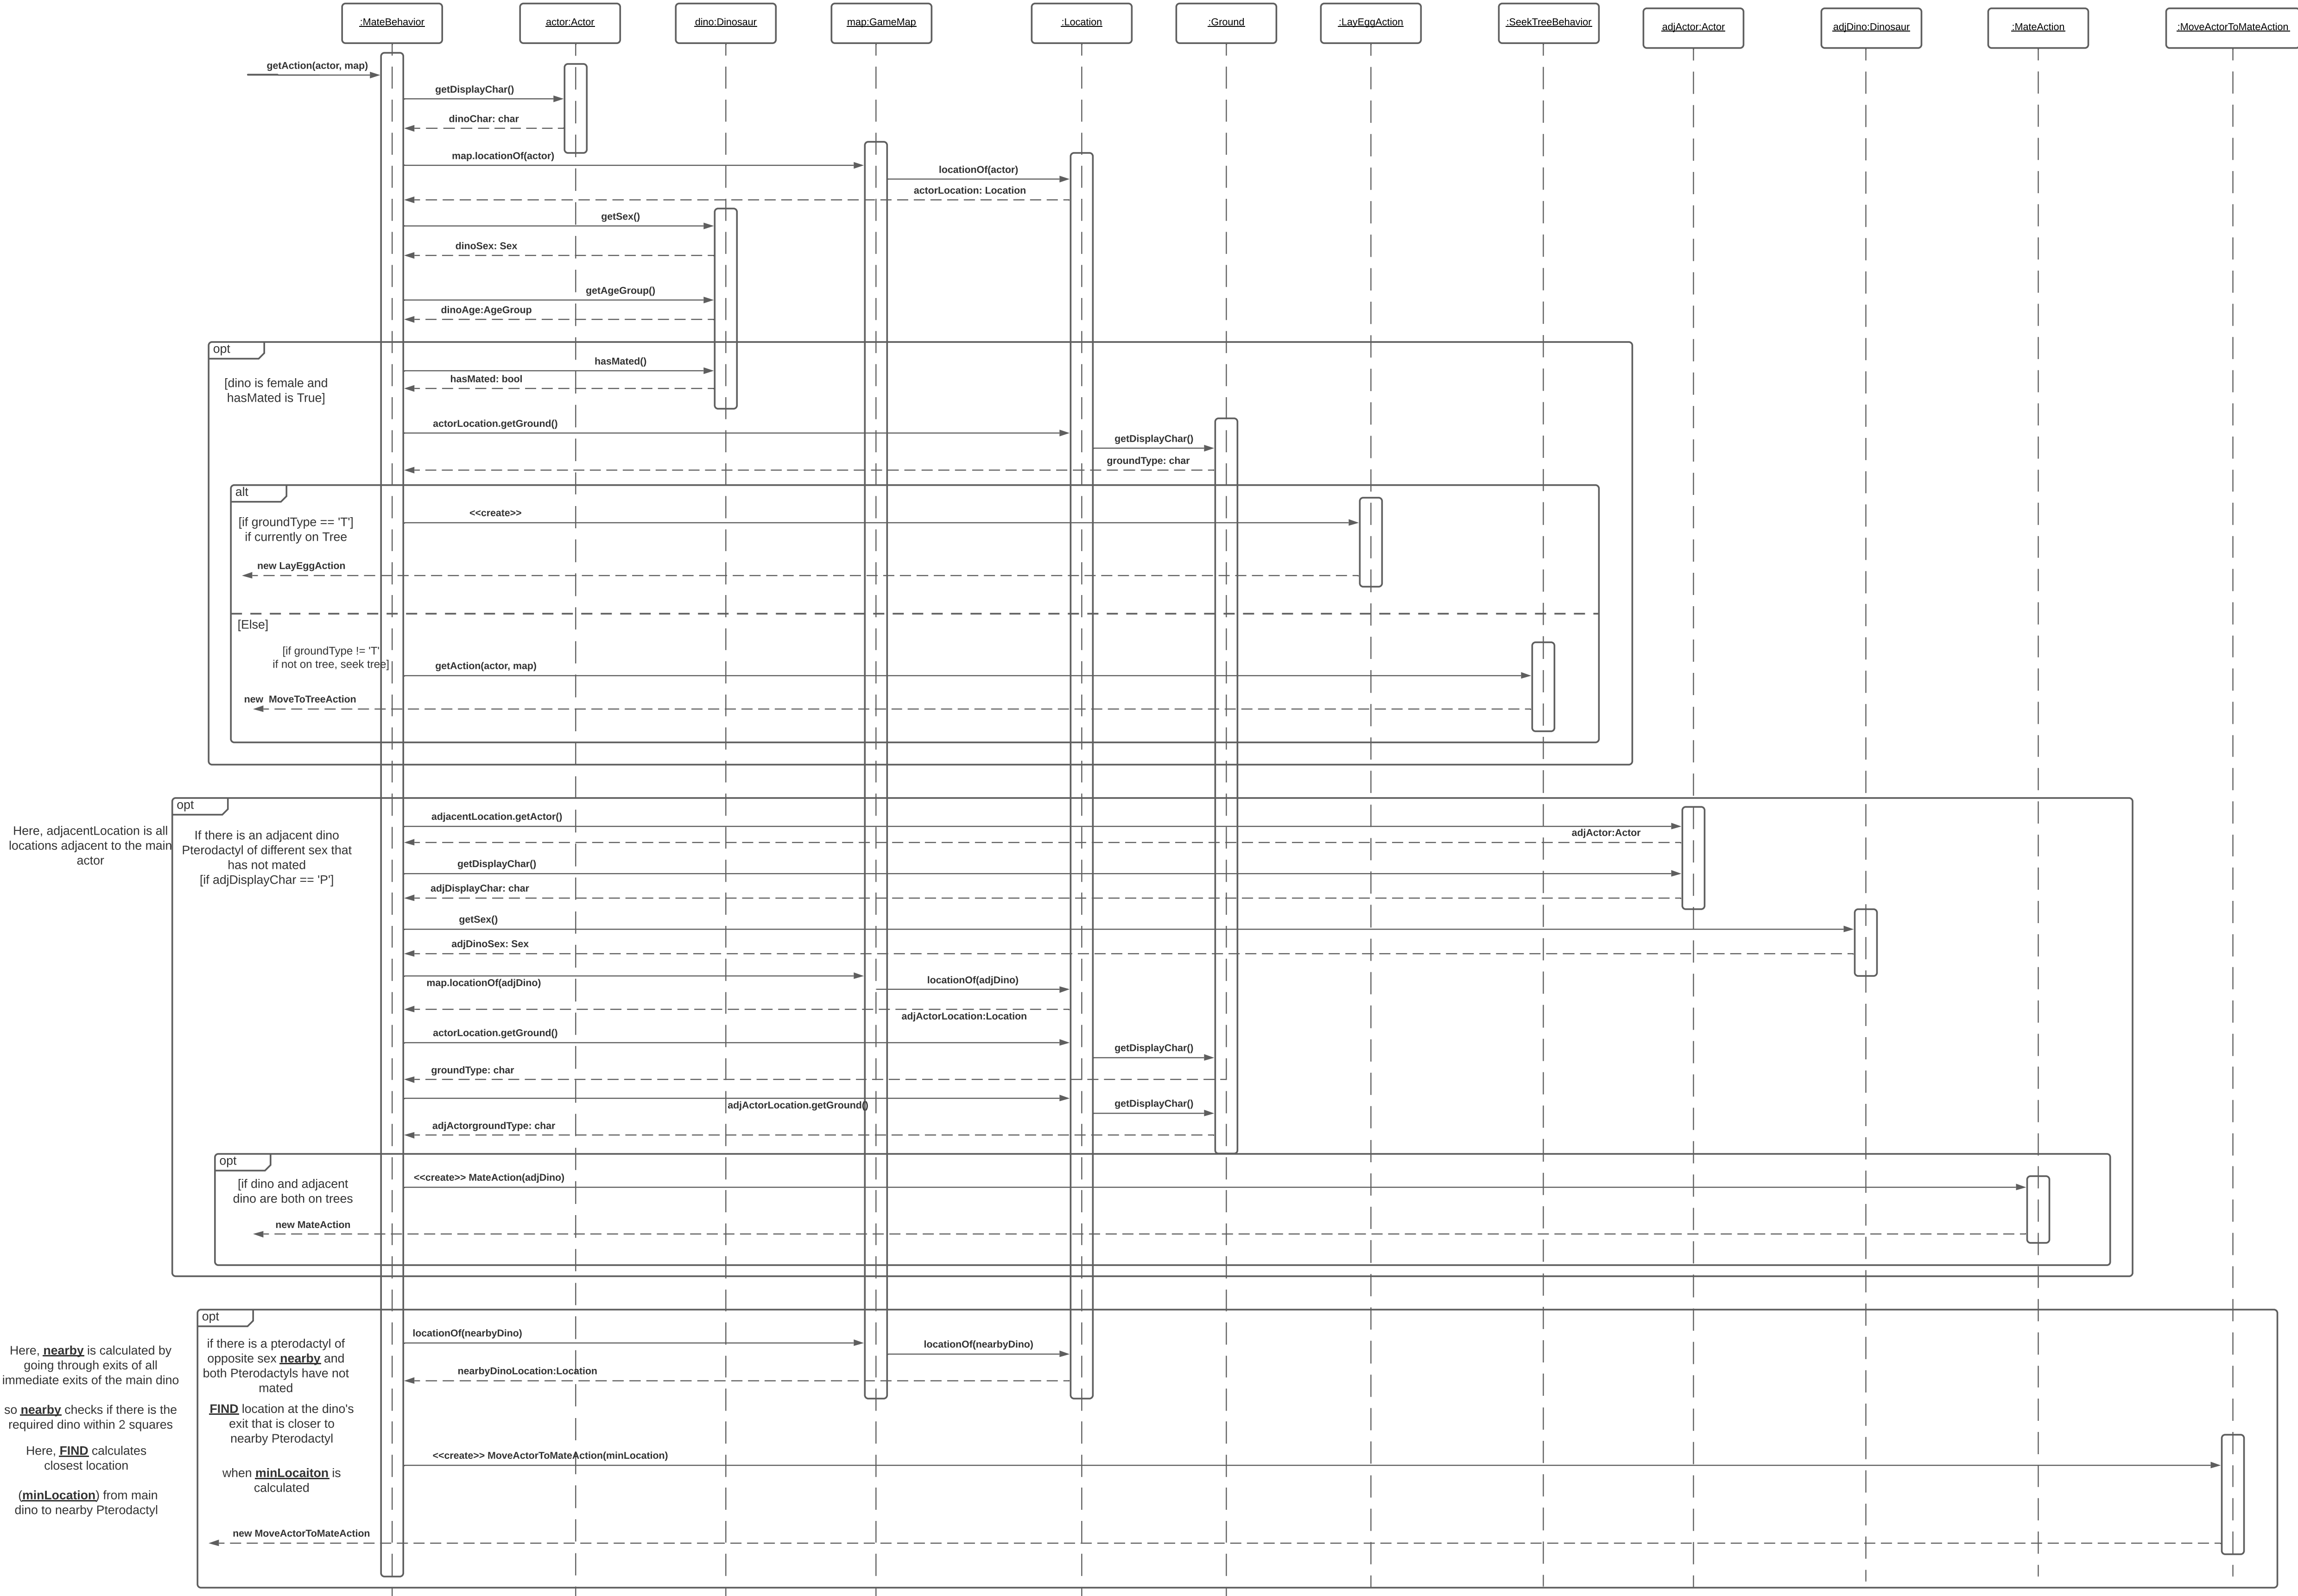 :MateBehavior
actor:Actor
dino:Dinosaur
map:GameMap
:Location
:Ground
:LayEggAction
:SeekTreeBehavior
adjActor:Actor
adjDino:Dinosaur
:MateAction
:MoveActorToMateAction
getAction(actor, map)
getDisplayChar()
dinoChar: char
map.locationOf(actor)
locationOf(actor)
actorLocation: Location
getSex()
dinoSex: Sex
getAgeGroup()
dinoAge:AgeGroup
opt
hasMated()
hasMated: bool
[dino is female and
hasMated is True]
actorLocation.getGround()
getDisplayChar()
groundType: char
alt
<<create>>
[if groundType == 'T']
if currently on Tree
new LayEggAction
[Else]
[if groundType != 'T'
if not on tree, seek tree]
getAction(actor, map)
new  MoveToTreeAction
opt
Here, adjacentLocation is all
locations adjacent to the main
actor
If there is an adjacent dino
Pterodactyl of different sex that
has not mated
[if adjDisplayChar == 'P']
adjacentLocation.getActor()
adjActor:Actor
getDisplayChar()
adjDisplayChar: char
getSex()
adjDinoSex: Sex
map.locationOf(adjDino)
locationOf(adjDino)
adjActorLocation:Location
actorLocation.getGround()
getDisplayChar()
groundType: char
adjActorLocation.getGround()
getDisplayChar()
adjActorgroundType: char
opt
[if dino and adjacent
dino are both on trees
<<create>> MateAction(adjDino)
new MateAction
opt
Here, nearby is calculated by
going through exits of all
immediate exits of the main dino
so nearby checks if there is the
required dino within 2 squares
Here, FIND calculates
closest location
(minLocation) from main
dino to nearby Pterodactyl
if there is a pterodactyl of
opposite sex nearby and
both Pterodactyls have not
mated
FIND location at the dino's
exit that is closer to
nearby Pterodactyl
when minLocaiton is
calculated
locationOf(nearbyDino)
locationOf(nearbyDino)
nearbyDinoLocation:Location
<<create>> MoveActorToMateAction(minLocation)
new MoveActorToMateAction